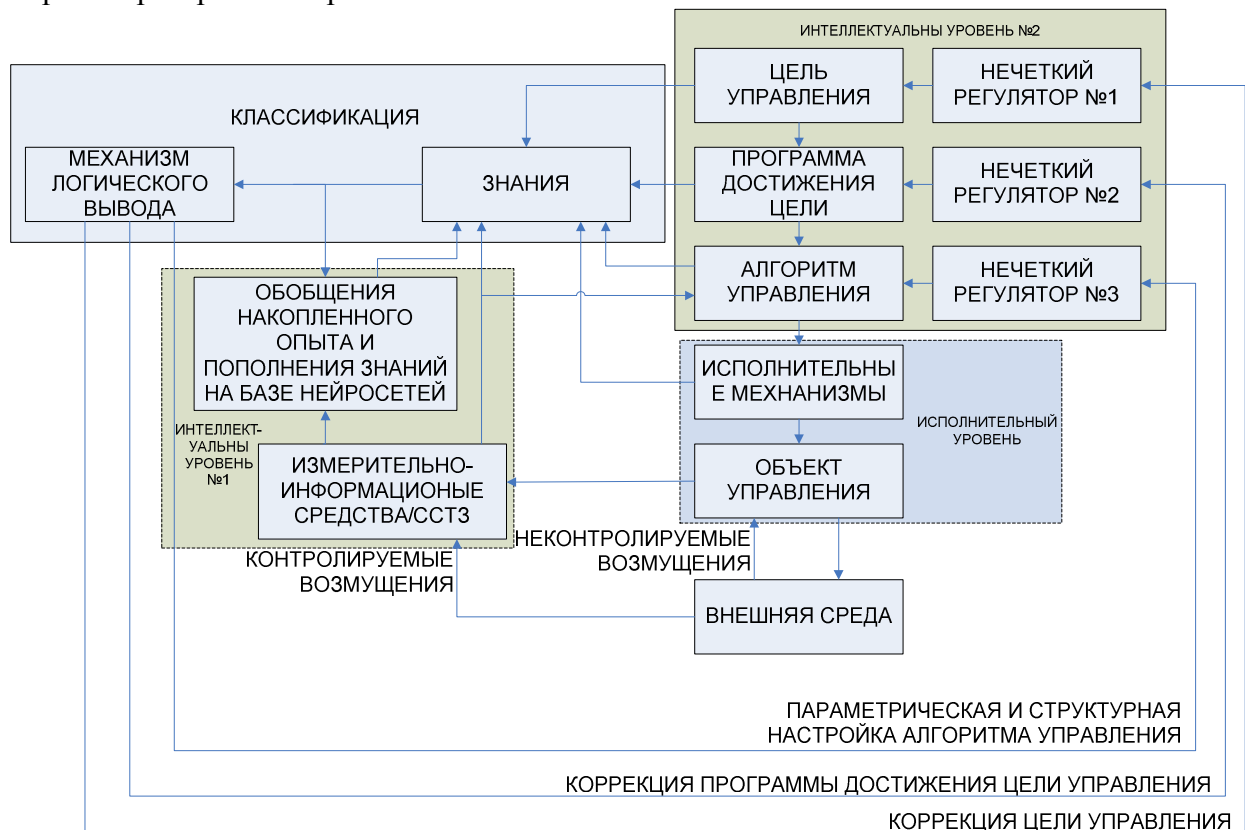 ИНТЕЛЛЕКТУАЛЬНЫ УРОВЕНЬ №2
ЦЕЛЬ
УПРАВЛЕНИЯ
НЕЧЕТКИЙ
РЕГУЛЯТОР №1
КЛАССИФИКАЦИЯ
МЕХАНИЗМ
ЛОГИЧЕСКОГО
ВЫВОДА
ЗНАНИЯ
ПРОГРАММА
ДОСТИЖЕНИЯ
ЦЕЛИ
НЕЧЕТКИЙ
РЕГУЛЯТОР №2
АЛГОРИТМ
УПРАВЛЕНИЯ
НЕЧЕТКИЙ
РЕГУЛЯТОР №3
ОБОБЩЕНИЯ
НАКОПЛЕННОГО
ОПЫТА И
ПОПОЛНЕНИЯ ЗНАНИЙ
НА БАЗЕ НЕЙРОСЕТЕЙ
ИСПОЛНИТЕЛЬНЫ
Е МЕХНАНИЗМЫ
ИСПОЛНИТЕЛЬНЫЙ
УРОВЕНЬ
ИНТЕЛЛЕКТ-
УАЛЬНЫ
УРОВЕНЬ
№1
ИЗМЕРИТЕЛЬНО-
ИНФОРМАЦИОНЫЕ
СРЕДСТВА/ССТЗ
ОБЪЕКТ
УПРАВЛЕНИЯ
НЕКОНТРОЛИРУЕМЫЕ
ВОЗМУЩЕНИЯ
КОНТРОЛИРУЕМЫЕ
ВОЗМУЩЕНИЯ
ВНЕШНЯЯ СРЕДА
ПАРАМЕТРИЧЕСКАЯ И СТРУКТУРНАЯ
НАСТРОЙКА АЛГОРИТМА УПРАВЛЕНИЯ
КОРРЕКЦИЯ ПРОГРАММЫ ДОСТИЖЕНИЯ ЦЕЛИ УПРАВЛЕНИЯ
КОРРЕКЦИЯ ЦЕЛИ УПРАВЛЕНИЯ